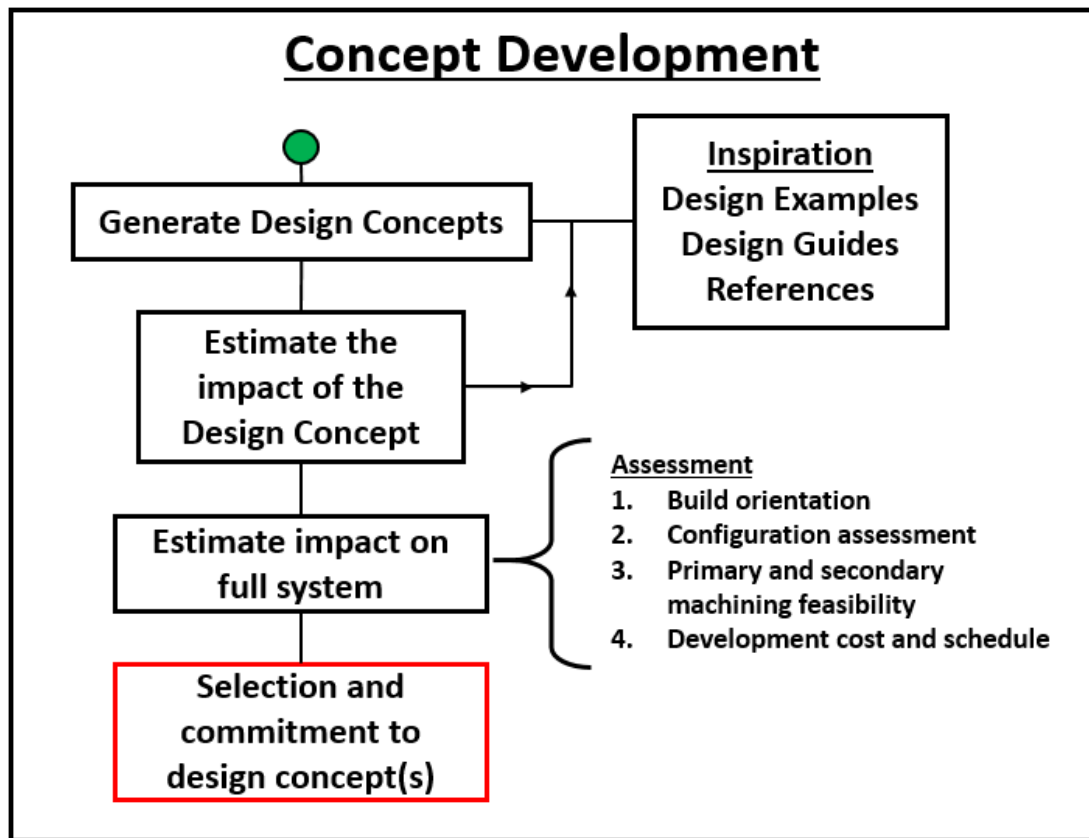 Concept Development
Generate Design Concepts
Inspiration
Design Examples
Design Guides
References
Estimate the
impact of the
Design Concept
Estimate impact on
full system
Assessment
1. Build orientation
2. Configuration assessment
3. Primary and secondary
machining feasibility
4. Development cost and schedule
Selection and
commitment to
design concept(s)